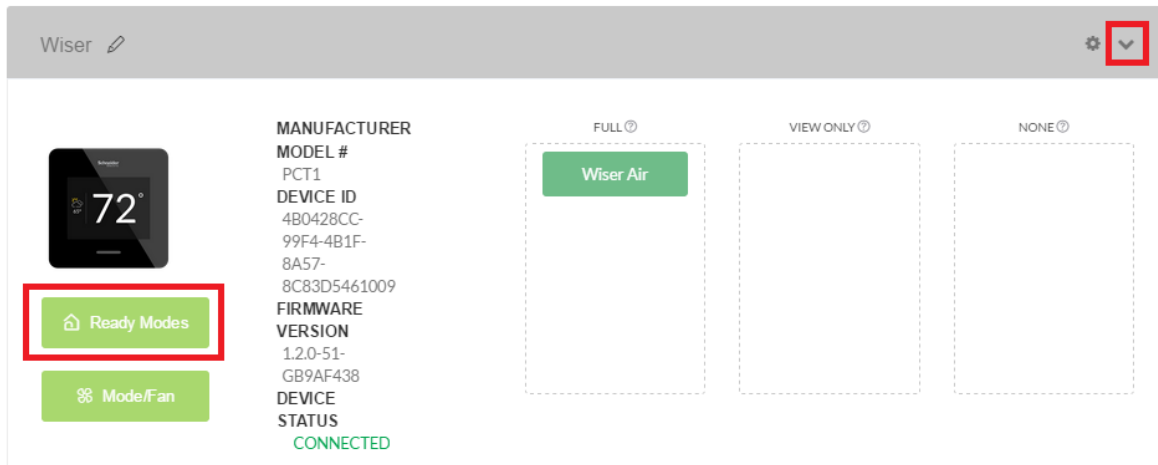 Wiser
MANUFACTURER
MODEL #
PCT1
DEVICE ID
4B0428CC-
99F4-4B1F-
8A57-
8C83D5461009
FIRMWARE
VERSION
1.2.0-51-
GB9AF438
DEVICE
STATUS
CONNECTED
Schneider
72°
Ready Modes
Mode/Fan
FULL
Wiser Air
VIEW ONLY
NONE